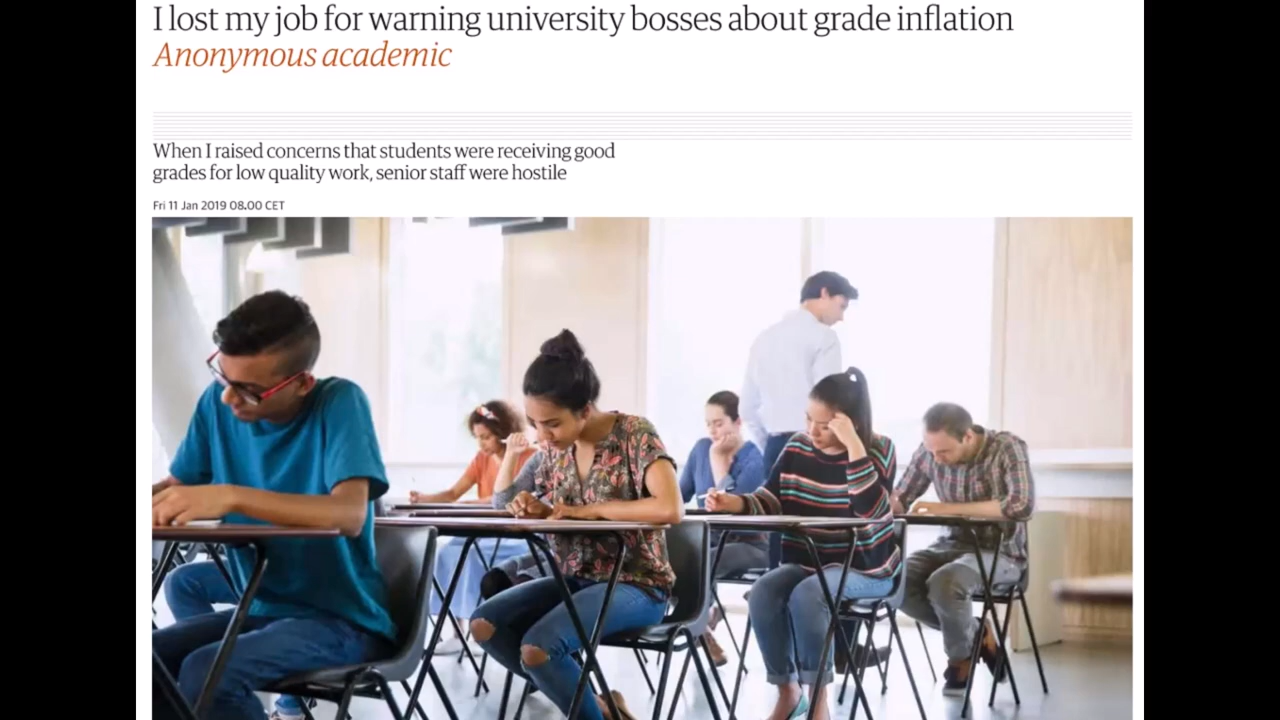 I lost my job for warning university bosses about grade inflation
Anonymous academic
When I raised concerns that students were receiving good
grades for low quality work, senior staff were hostile
Fri 11 Jan 2019 08.00 CET